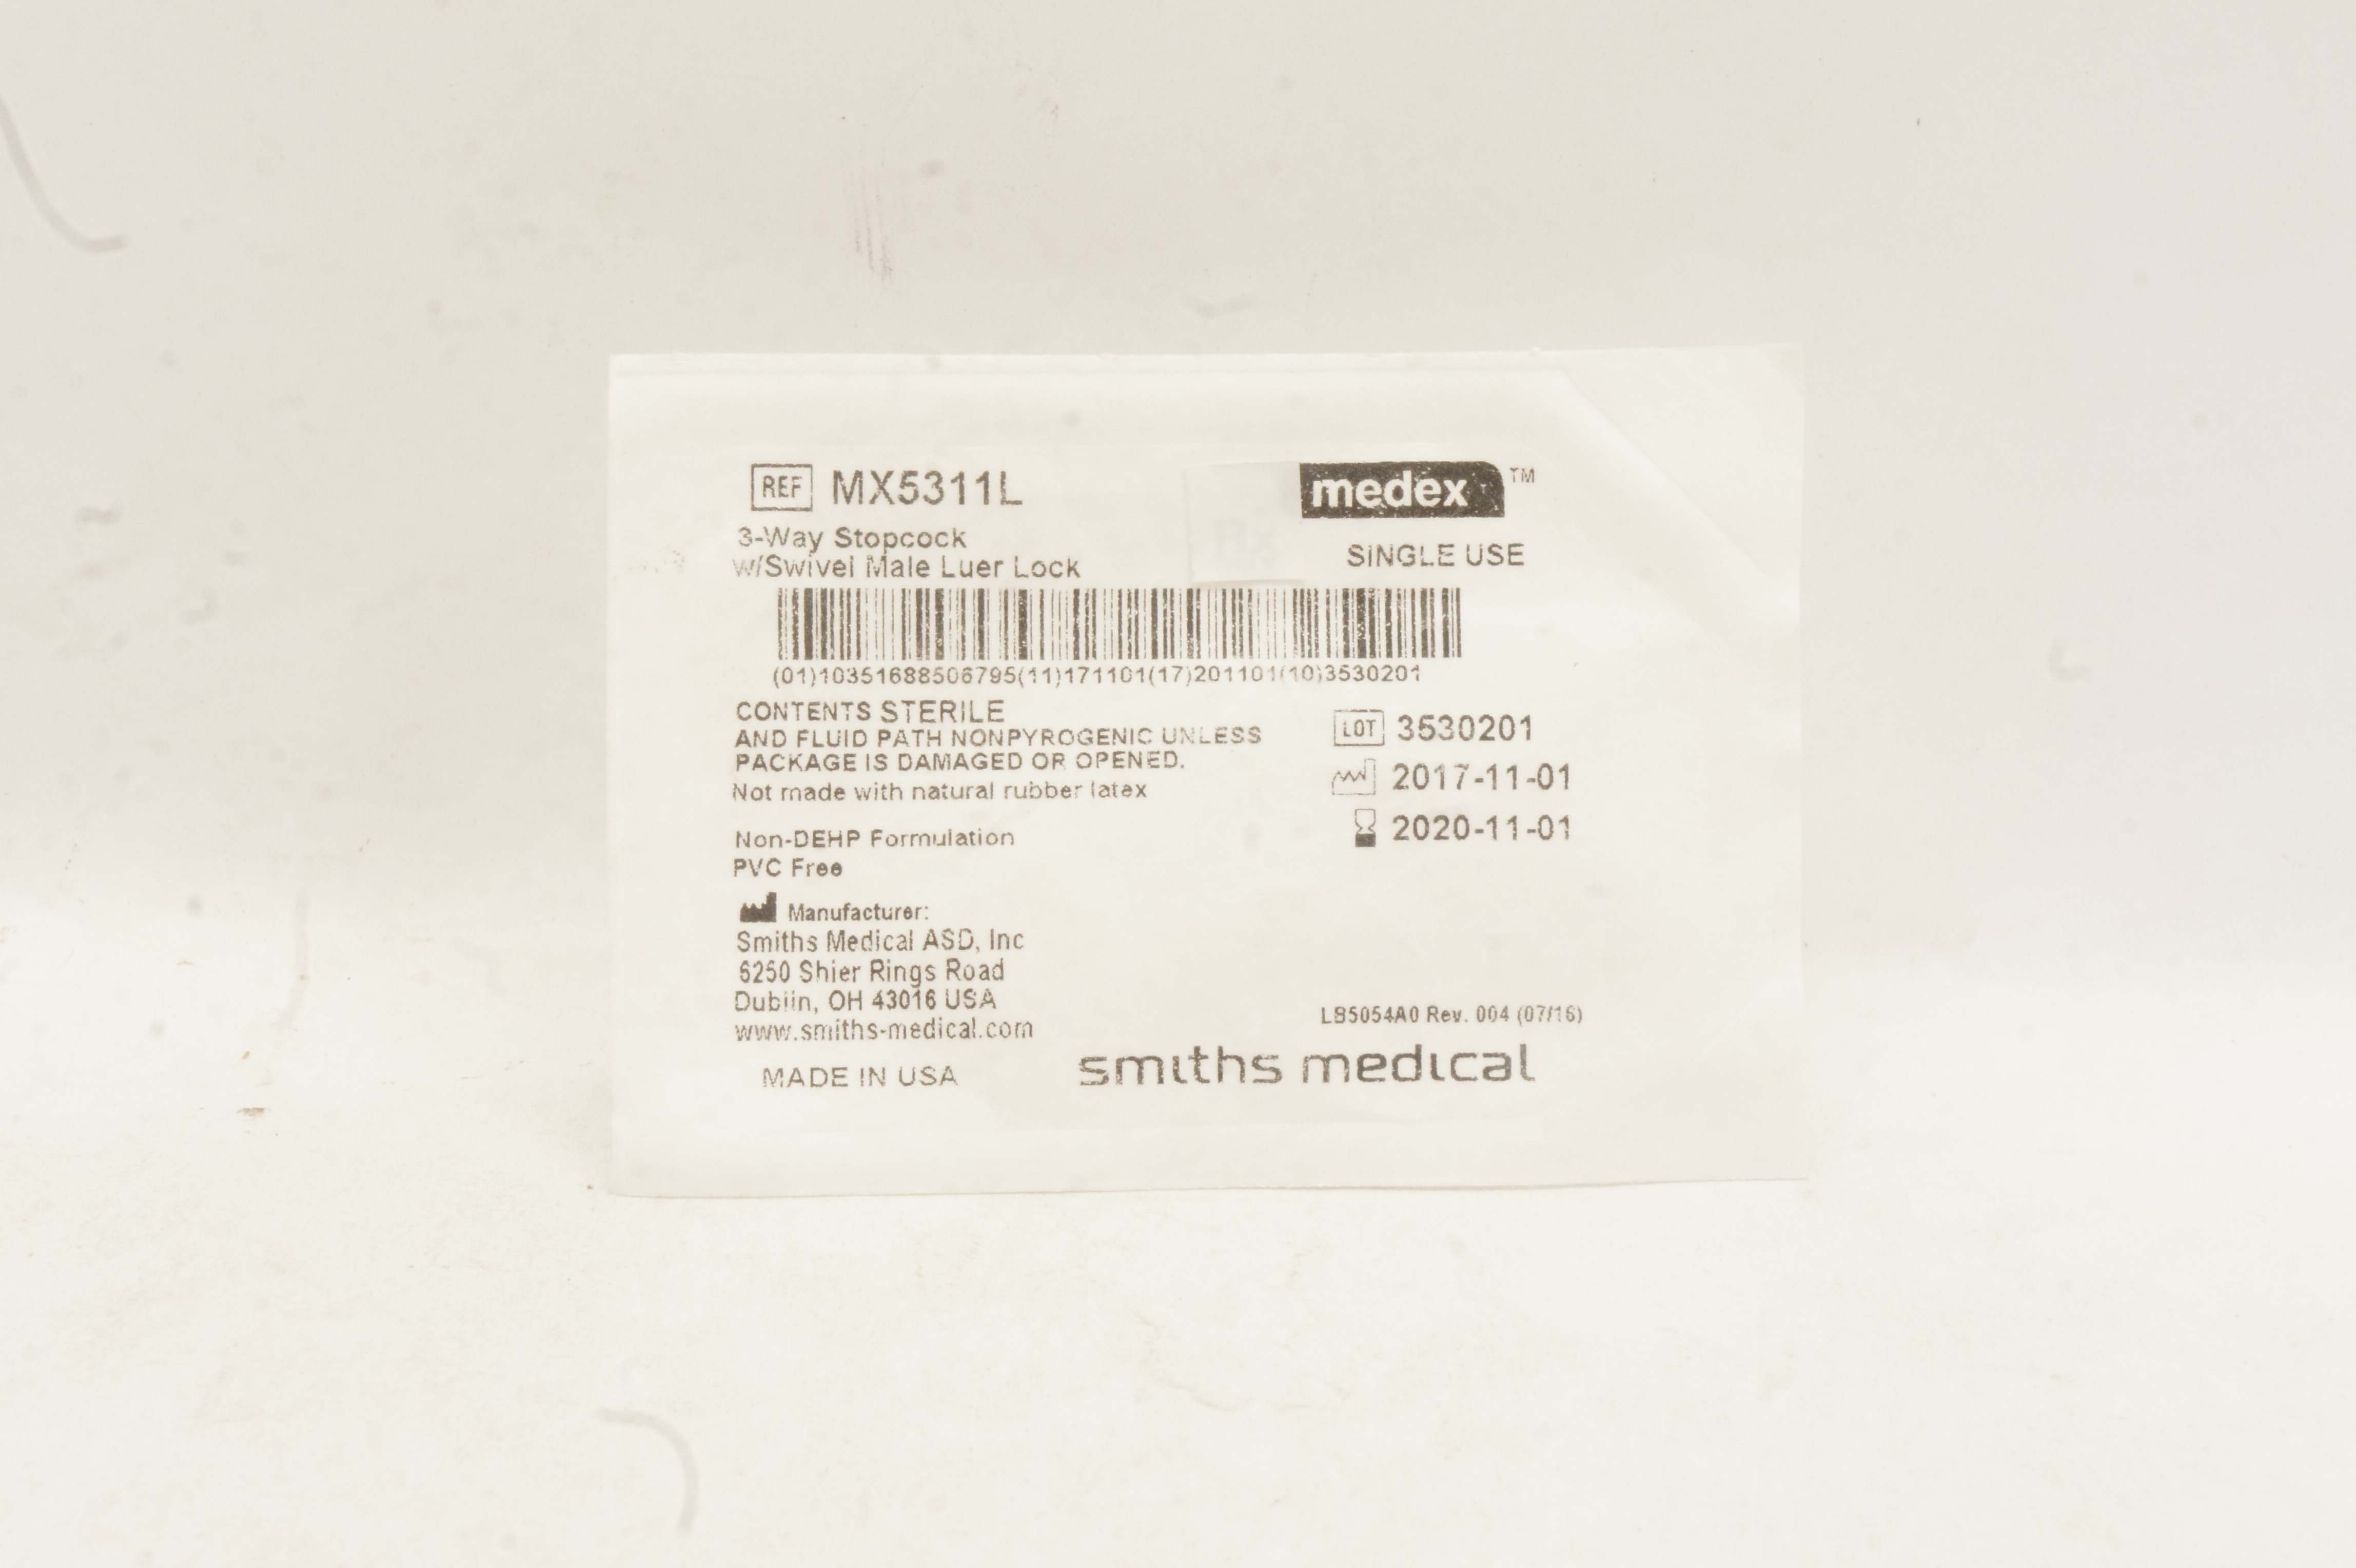 REF MX5311L
medex™
3-Way Stopcock
w/Swivel Male Luer Lock
Rx
SINGLE USE
(01)10351688506795(11)171101(17)201101(10)3530201
CONTENTS STERILE
AND FLUID PATH NONPYROGENIC UNLESS
PACKAGE IS DAMAGED OR OPENED.
Not made with natural rubber latex
LOT 3530201
2017-11-01
2020-11-01
Non-DEHP Formulation
PVC Free
Manufacturer:
Smiths Medical ASD, Inc
6250 Shier Rings Road
Dublin, OH 43016 USA
www.smiths-medical.com
MADE IN USA
LB5054A0 Rev. 004 (07/16)
smiths medical